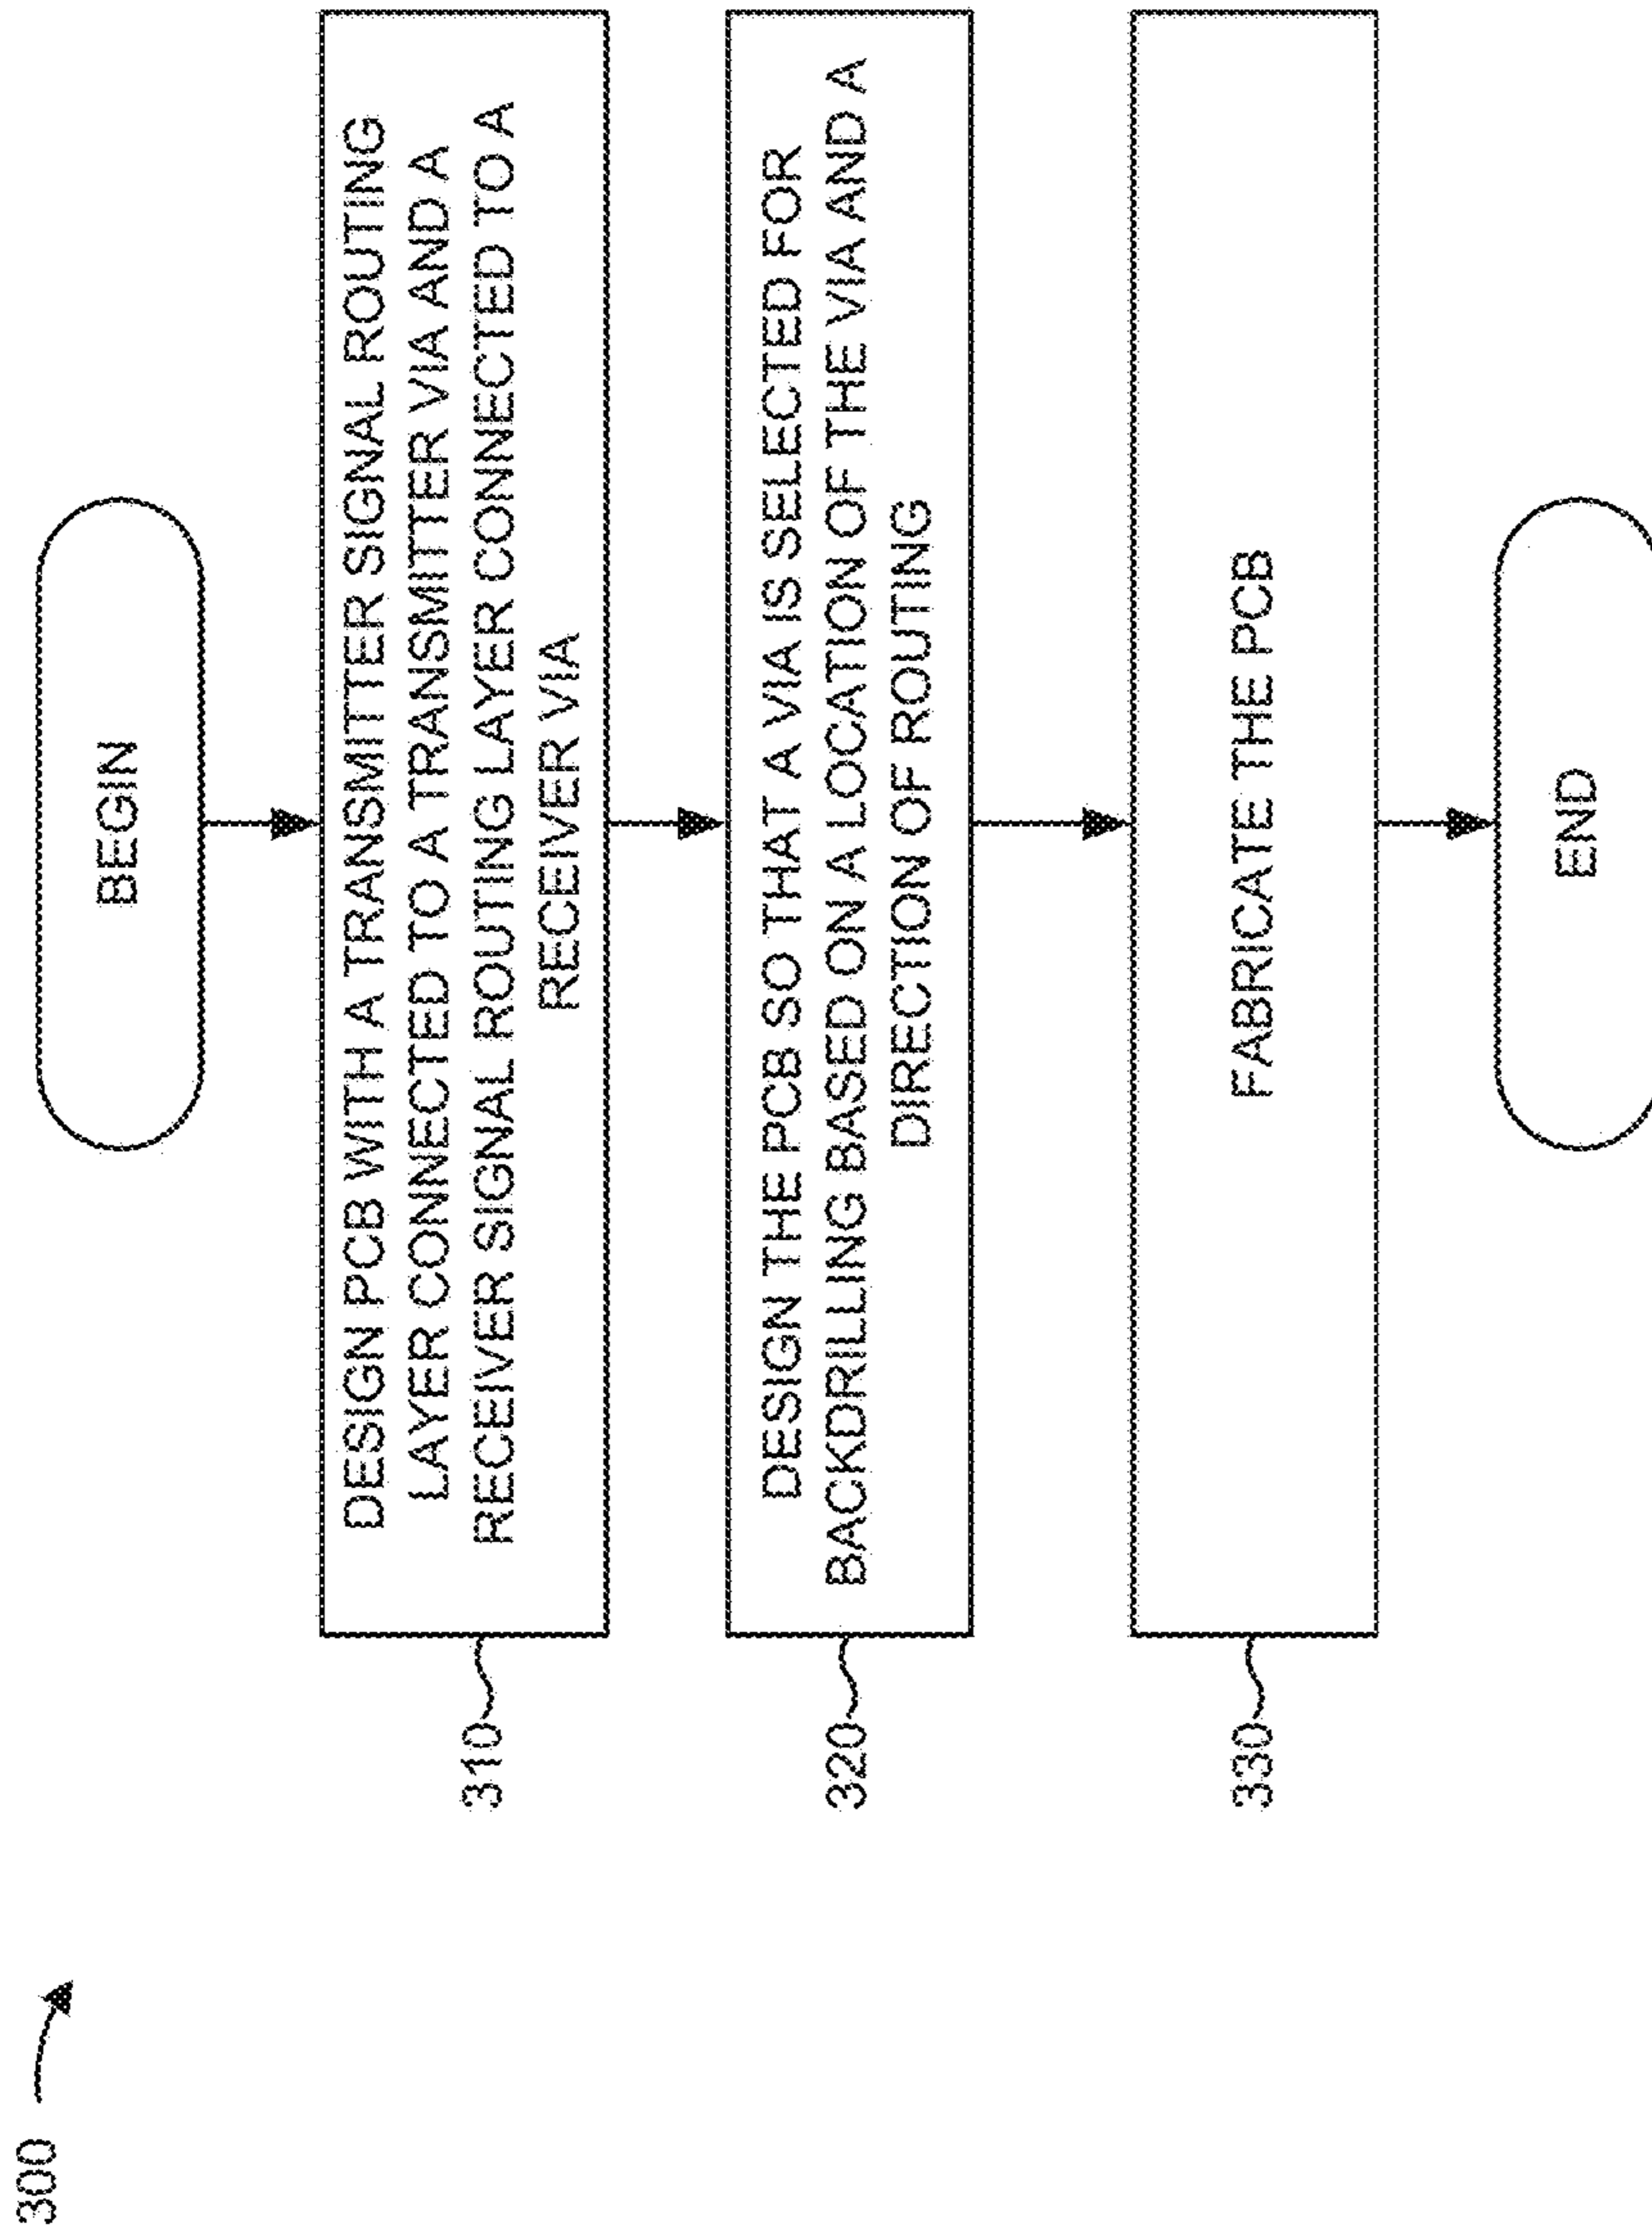 300
BEGIN
310
DESIGN PCB WITH A TRANSMITTER SIGNAL ROUTING
LAYER CONNECTED TO A TRANSMITTER VIA AND A
RECEIVER SIGNAL ROUTING LAYER CONNECTED TO A
RECEIVER VIA
320
DESIGN THE PCB SO THAT A VIA IS SELECTED FOR
BACKDRILLING BASED ON A LOCATION OF THE VIA AND A
DIRECTION OF ROUTING
330
FABRICATE THE PCB
END